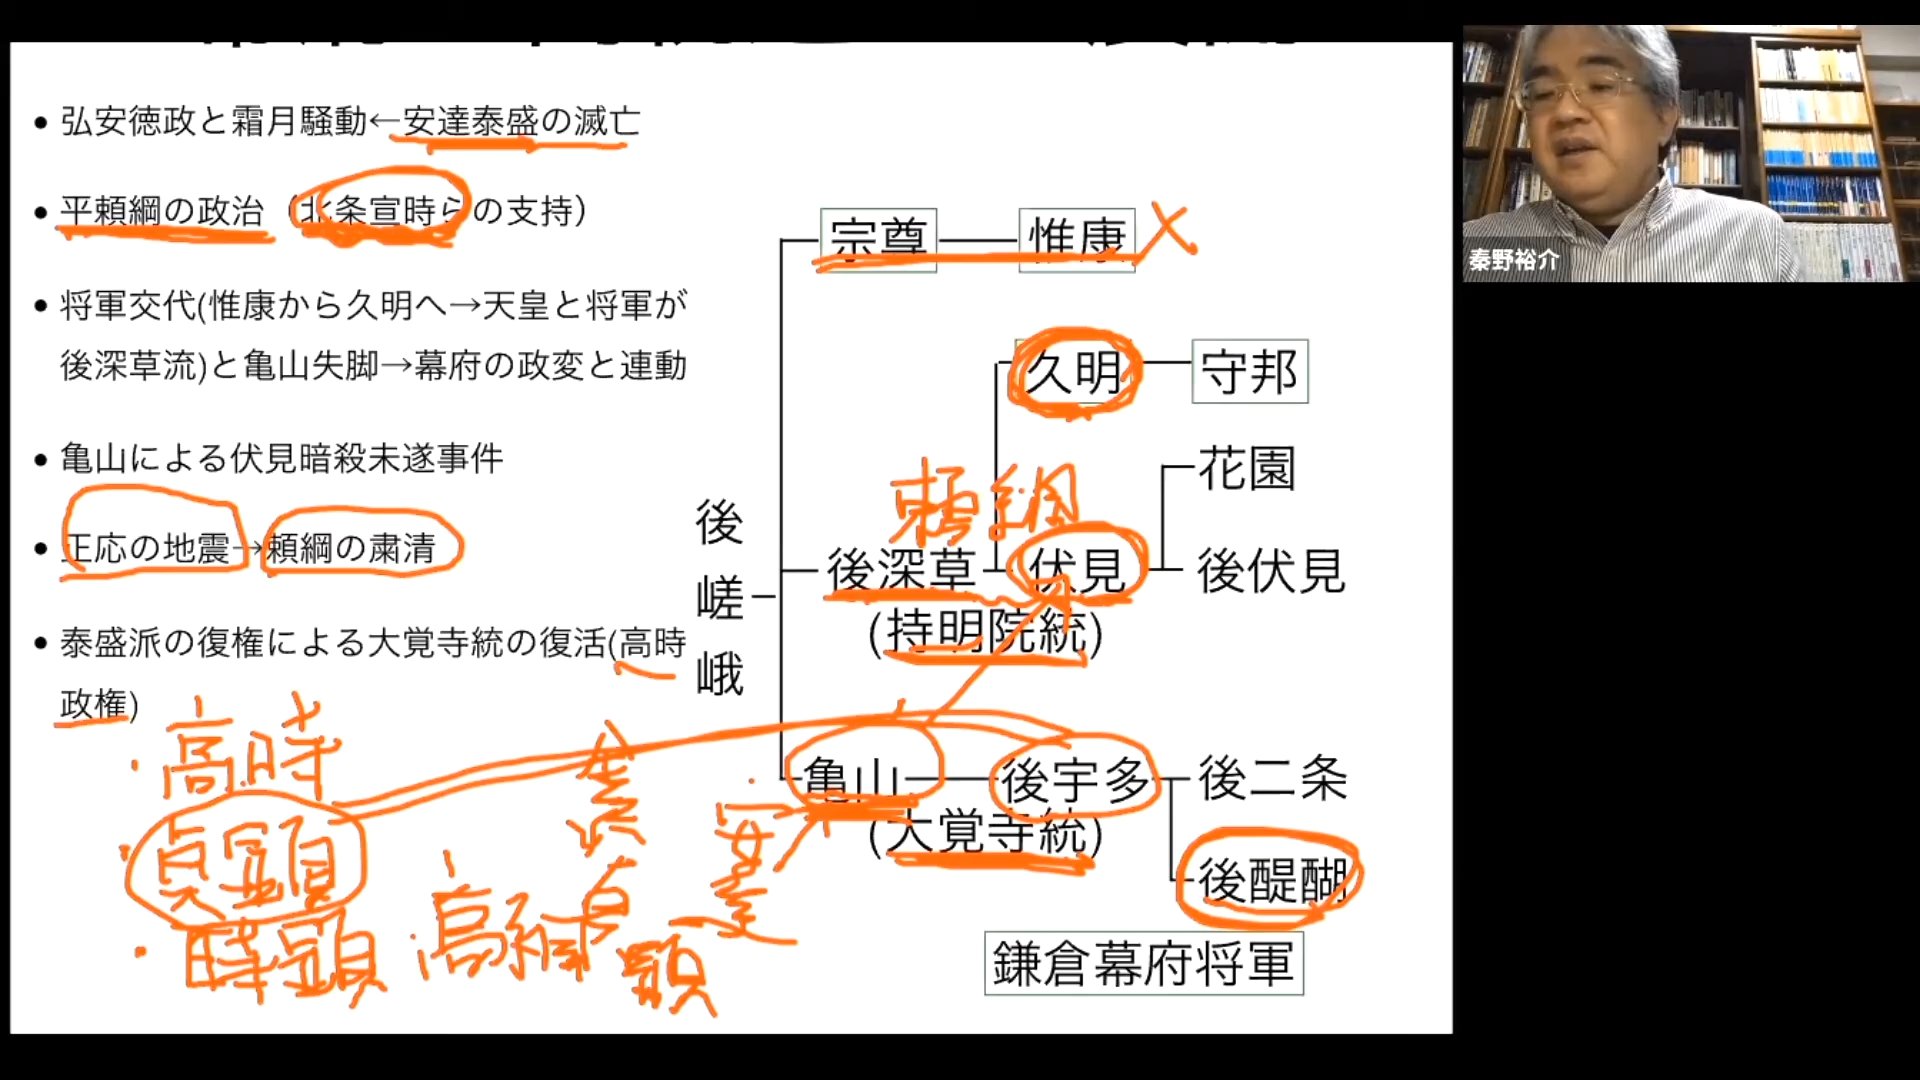 • 弘安徳政と霜月騒動←安達泰盛の滅亡
• 平頼綱の政治（北条宣時らの支持）
• 将軍交代(惟康から久明へ→天皇と将軍が
後深草流)と亀山失脚→幕府の政変と連動
• 亀山による伏見暗殺未遂事件
• 正応の地震→頼綱の粛清
• 泰盛派の復権による大覚寺統の復活(高時
政権)
宗尊
惟康
久明
守邦
花園
頼綱
後嵯峨
後深草
伏見
後伏見
(持明院統)
亀山
後宇多
後二条
(大覚寺統)
後醍醐
鎌倉幕府将軍
高時
貞顕
時顕
高綱
安達
秦野裕介